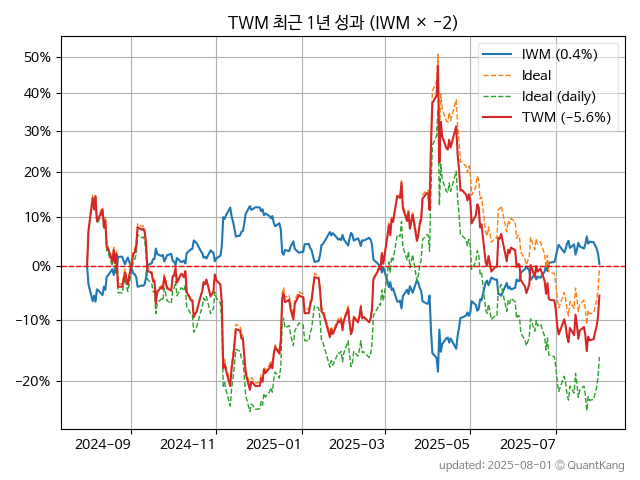 TWM 최근 1년 성과 (IWM × −2)
IWM (0.4%)
Ideal
Ideal (daily)
TWM (−5.6%)
50%
40%
30%
20%
10%
0%
−10%
−20%
2024-09
2024-11
2025-01
2025-03
2025-05
2025-07
updated: 2025-08-01 © QuantKang